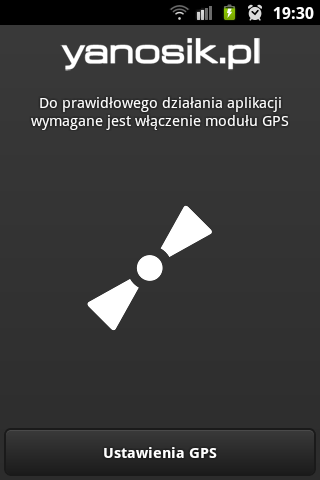 19:30
yanosik.pl
Do prawidłowego działania aplikacji
wymagane jest włączenie modułu GPS
Ustawienia GPS